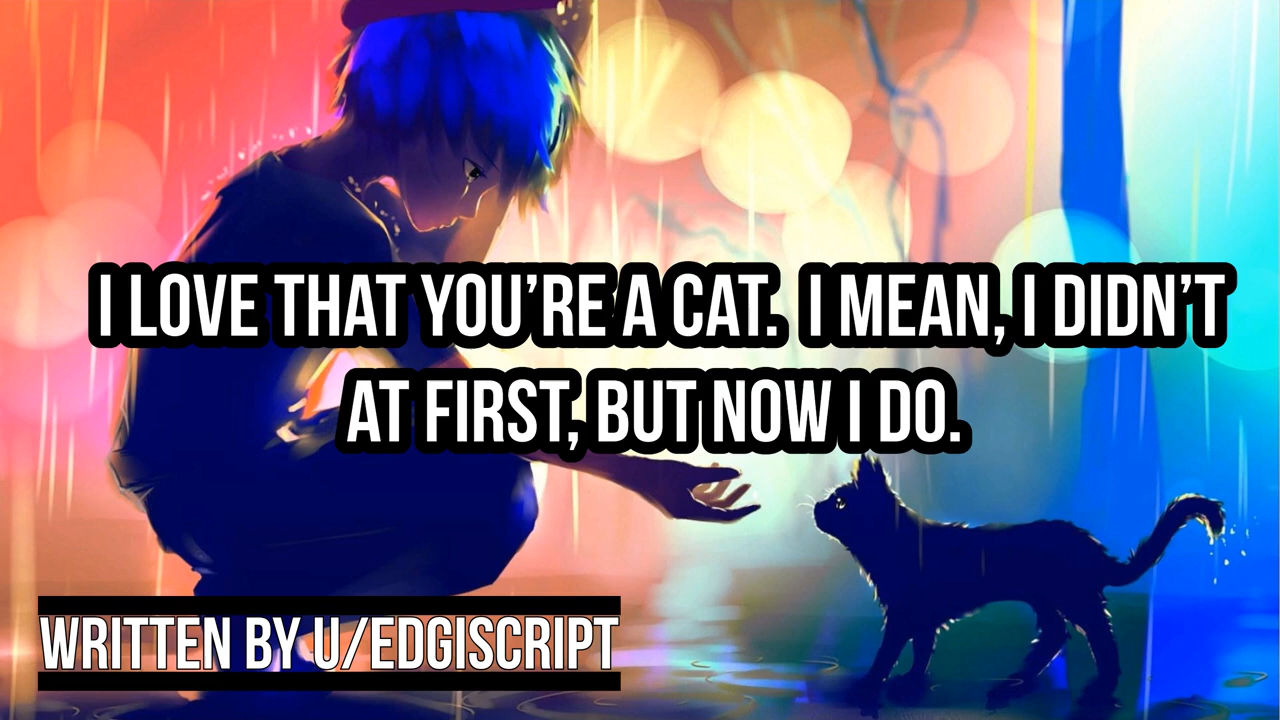 I LOVE THAT YOU'RE A CAT.  I MEAN, I DIDN'T
AT FIRST, BUT NOW I DO.
WRITTEN BY U/EDGISCRIPT